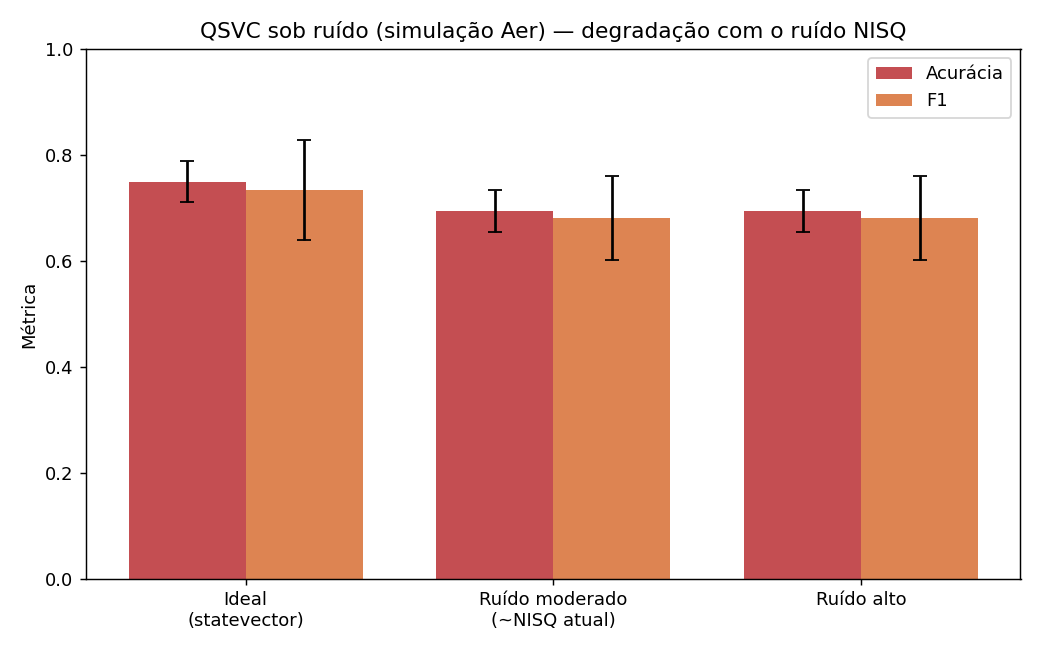 QSVC sob ruído (simulação Aer) — degradação com o ruído NISQ
Acurácia
F1
Métrica
1.0
0.8
0.6
0.4
0.2
0.0
Ideal
(statevector)
Ruído moderado
(~NISQ atual)
Ruído alto